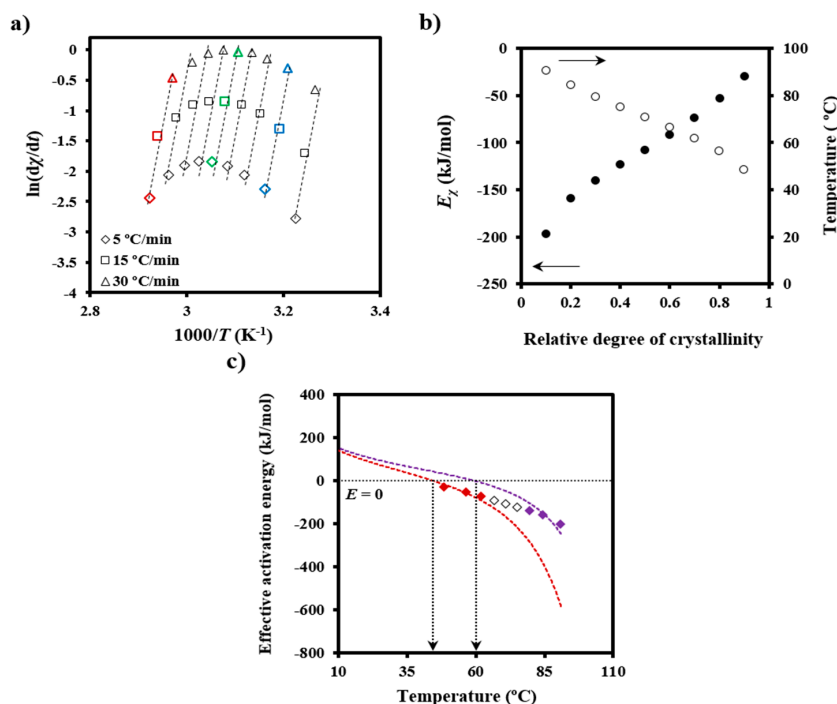 a)
ln(dχ/dt)
0
-0.5
-1
-1.5
-2
-2.5
-3
-3.5
-4
5 °C/min
15 °C/min
30 °C/min
2.8 3 3.2 3.4
1000/T (K⁻¹)
b)
Eχ (kJ/mol)
0
-50
-100
-150
-200
-250
100
80
60
40
20
0
Temperature ( °C)
0 0.2 0.4 0.6 0.8 1
Relative degree of crystallinity
c)
Effective activation energy (kJ/mol)
400
200
0
-200
-400
-600
-800
E = 0
10 35 60 85 110
Temperature (°C)